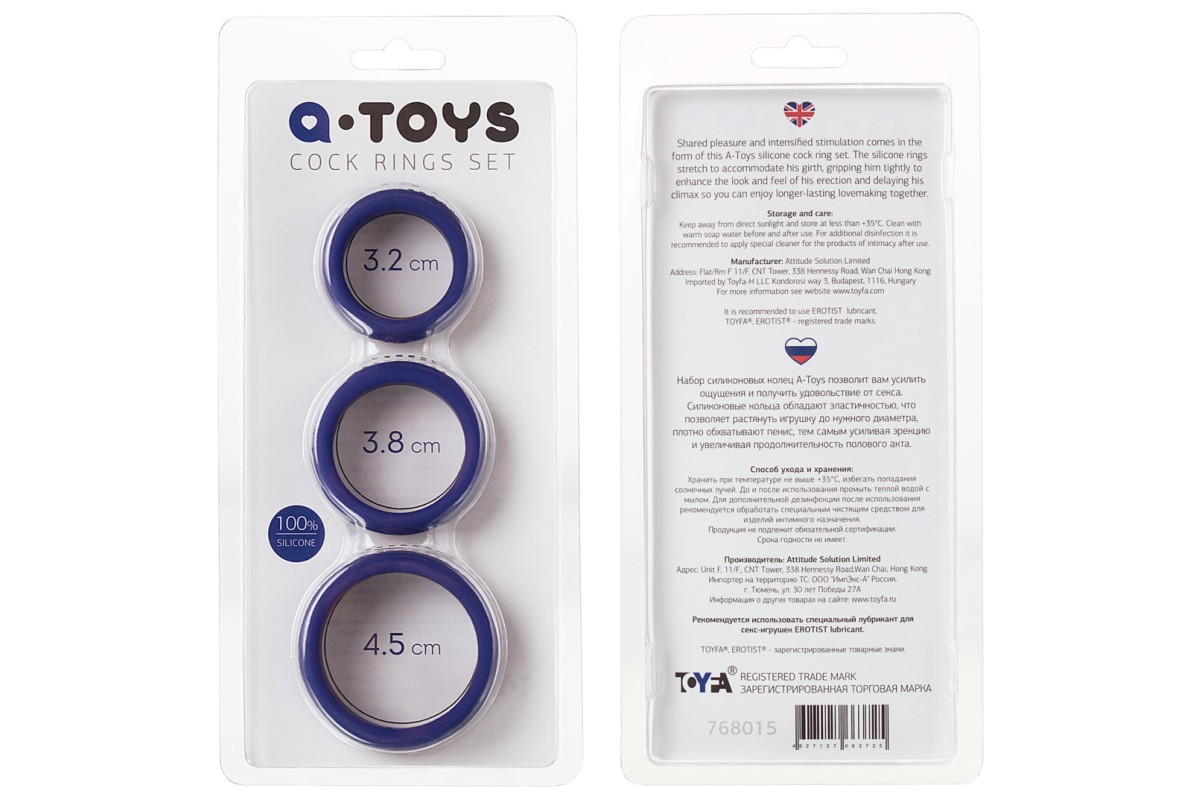 a·TOYS
COCK RINGS SET
3.2 cm
3.8 cm
100%
SILICONE
4.5 cm
Shared pleasure and intensified stimulation comes in the
form of this A-Toys silicone cock ring set. The silicone rings
stretch to accommodate his girth, gripping him tightly to
enhance the look and feel of his erection and delaying his
climax so you can enjoy longer-lasting lovemaking together.
Storage and care:
Keep away from direct sunlight and store at less than +35°C. Clean with
warm soap water before and after use. For additional disinfection it is
recommended to apply special cleaner for the products of intimacy after use.
Manufacturer: Attitude Solution Limited
Address: Flat/Rm F 11/F, CNT Tower, 338 Hennessy Road, Wan Chai Hong Kong
Imported by Toyfa-H LLC Kondorosi way 3, Budapest, 1116, Hungary
For more information see website www.toyfa.com
It is recommended to use EROTIST lubricant.
TOYFA®, EROTIST® - registered trade marks.
Набор силиконовых колец A-Toys позволит вам усилить
ощущения и получить удовольствие от секса.
Силиконовые кольца обладают эластичностью, что
позволяет растянуть игрушку до нужного диаметра,
плотно обхватывают пенис, тем самым усиливая эрекцию
и увеличивая продолжительность полового акта.
Способ ухода и хранения:
Хранить при температуре не выше +35°C, избегать попадания
солнечных лучей. До и после использования промыть теплой водой с
мылом. Для дополнительной дезинфекции после использования
рекомендуется обработать специальным чистящим средством для
изделий интимного назначения.
Продукция не подлежит обязательной сертификации.
Срока годности не имеет.
Производитель: Attitude Solution Limited
Адрес: Unit F, 11/F, CNT Tower, 338 Hennessy Road,Wan Chai, Hong Kong.
Импортер на территорию ТС: ООО "ИмпЭкс-А" Россия,
г. Тюмень, ул. 30 лет Победы 27А
Информация о других товарах на сайте: www.toyfa.ru
Рекомендуется использовать специальный лубрикант для
секс-игрушек EROTIST lubricant.
TOYFA®, EROTIST® - зарегистрированные товарные знаки.
TOYFA® REGISTERED TRADE MARK
ЗАРЕГИСТРИРОВАННАЯ ТОРГОВАЯ МАРКА
768015
4 627127 863725